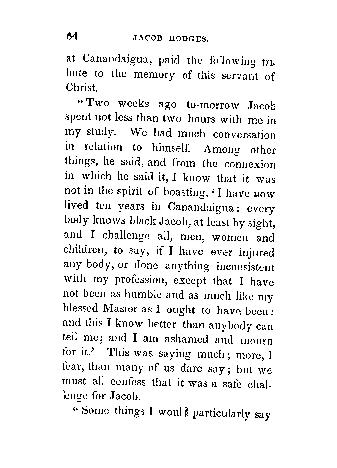 64 JACOB HODGES.
at Canandaigua, paid the following tri-
bute to the memory of this servant of
Christ.
“Two weeks ago to-morrow Jacob
spent not less than two hours with me in
my study. We had much conversation
in relation to himself. Among other
things, he said, and from the connexion
in which he said it, I know that it was
not in the spirit of boasting, ‘I have now
lived ten years in Canandaigua: every
body knows black Jacob, at least by sight,
and I challenge all, men, women and
children, to say, if I have ever injured
any body, or done anything inconsistent
with my profession, except that I have
not been as humble and as much like my
blessed Master as I ought to have been:
and this I know better than anybody can
tell me; and I am ashamed and mourn
for it.’ This was saying much; more, I
fear, than many of us dare say; but we
must all confess that it was a safe chal-
lenge for Jacob.
“Some things I would particularly say